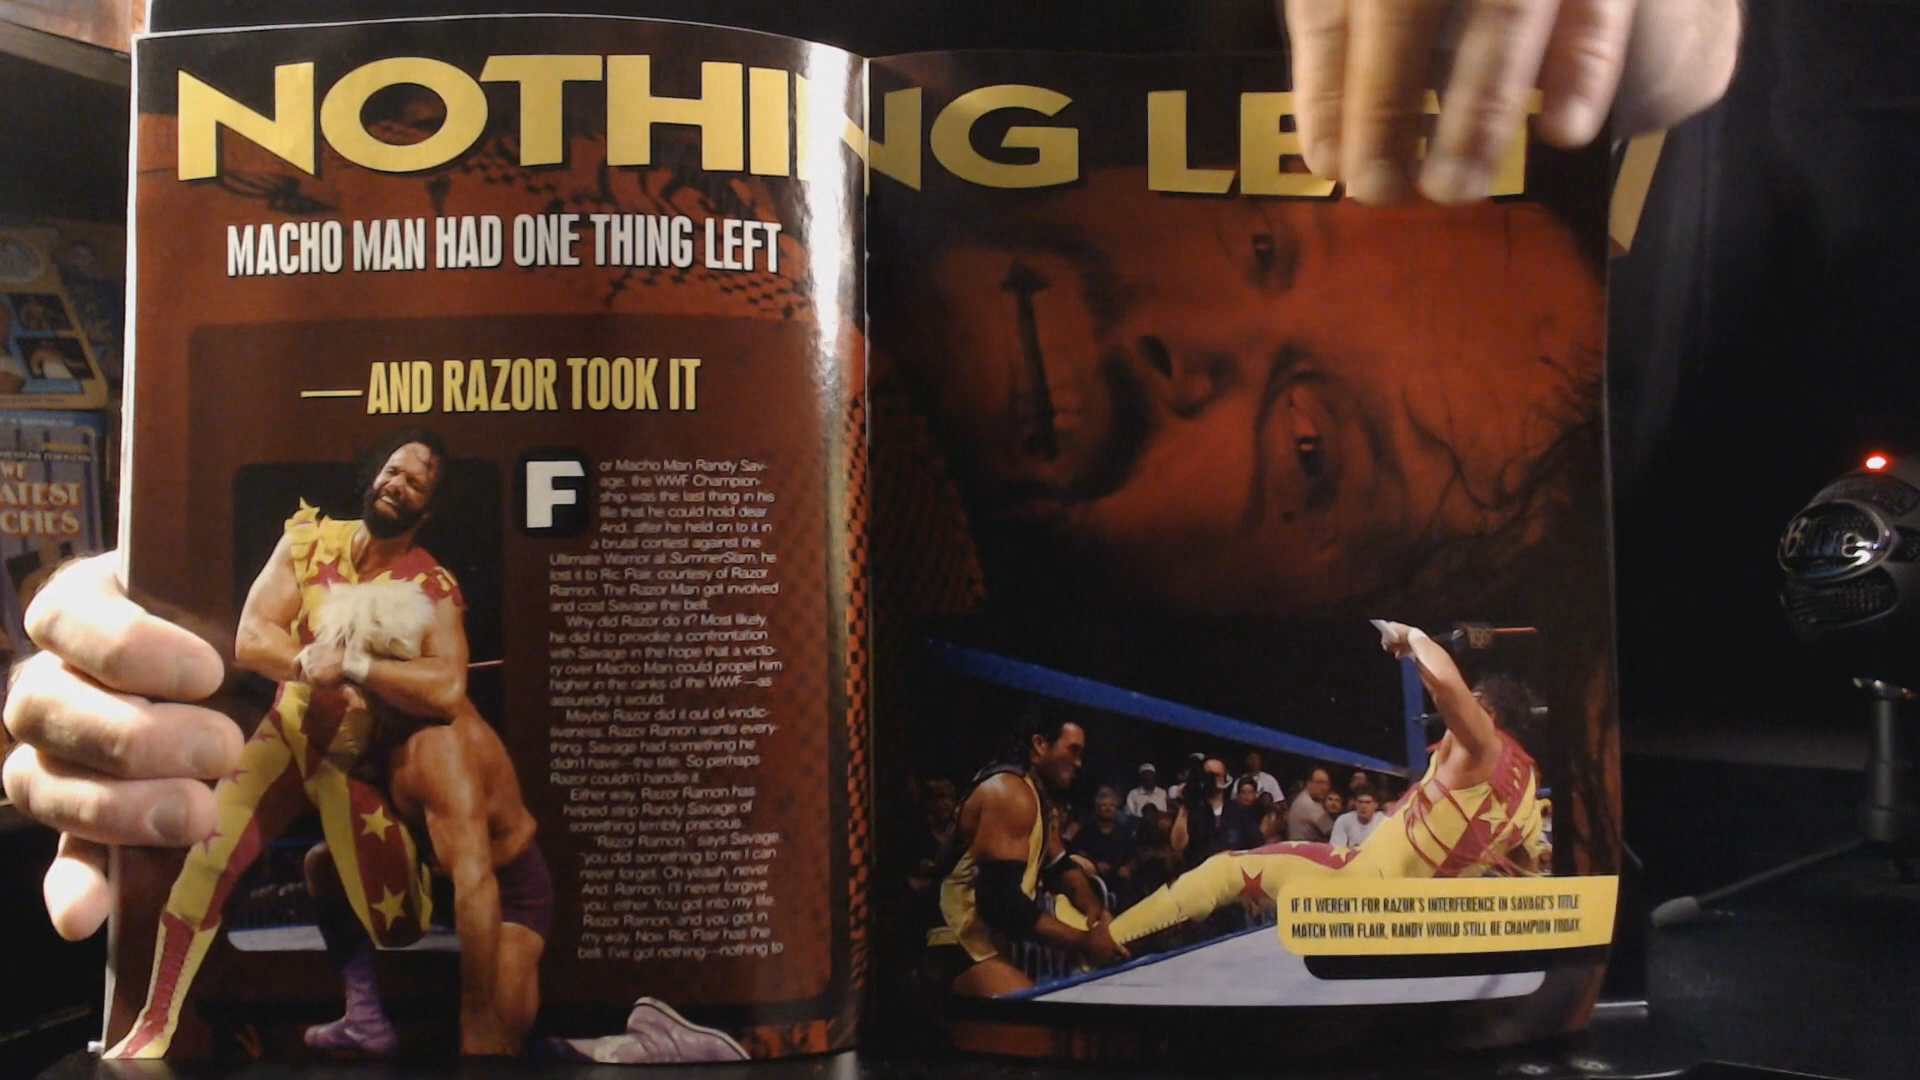 NOTHING LEFT
MACHO MAN HAD ONE THING LEFT
—AND RAZOR TOOK IT
For Macho Man Randy Sav-
age, the WWF Champion-
ship was the last thing in his
life that he could hold dear.
And, after he held on to it in
a brutal contest against the
Ultimate Warrior at SummerSlam, he
lost it to Ric Flair, courtesy of Razor
Ramon. The Razor Man got involved
and cost Savage the belt.
Why did Razor do it? Most likely,
he did it to provoke a confrontation
with Savage in the hope that a victo-
ry over Macho Man could propel him
higher in the ranks of the WWF—as
assuredly it would.
Maybe Razor did it out of vindic-
tiveness. Razor Ramon wants every-
thing. Savage had something he
didn't have—the title. So perhaps
Razor couldn't handle it.
Either way, Razor Ramon has
helped strip Randy Savage of
something terribly precious.
"Razor Ramon," says Savage,
"you did something to me I can
never forget. Oh yeaah, never.
And, Ramon, I'll never forgive
you, either. You got into my life,
Razor Ramon, and you got in
my way. Now, Ric Flair has the
belt. I've got nothing—nothing to
IF IT WEREN'T FOR RAZOR'S INTERFERENCE IN SAVAGE'S TITLE
MATCH WITH FLAIR, RANDY WOULD STILL BE CHAMPION TODAY.
Blue